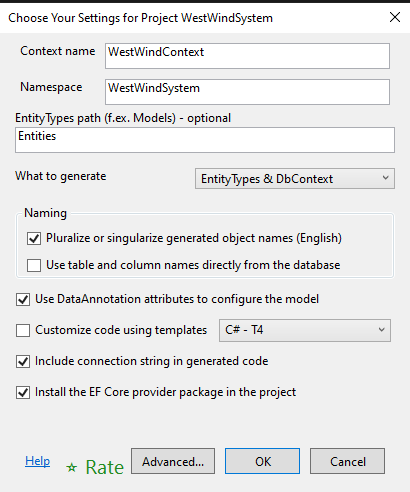 Choose Your Settings for Project WestWindSystem
Context name WestWindContext
Namespace WestWindSystem
EntityTypes path (f.ex. Models) - optional
Entities
What to generate EntityTypes & DbContext
Naming
Pluralize or singularize generated object names (English)
Use table and column names directly from the database
Use DataAnnotation attributes to configure the model
Customize code using templates C# - T4
Include connection string in generated code
Install the EF Core provider package in the project
Help Rate Advanced... OK Cancel